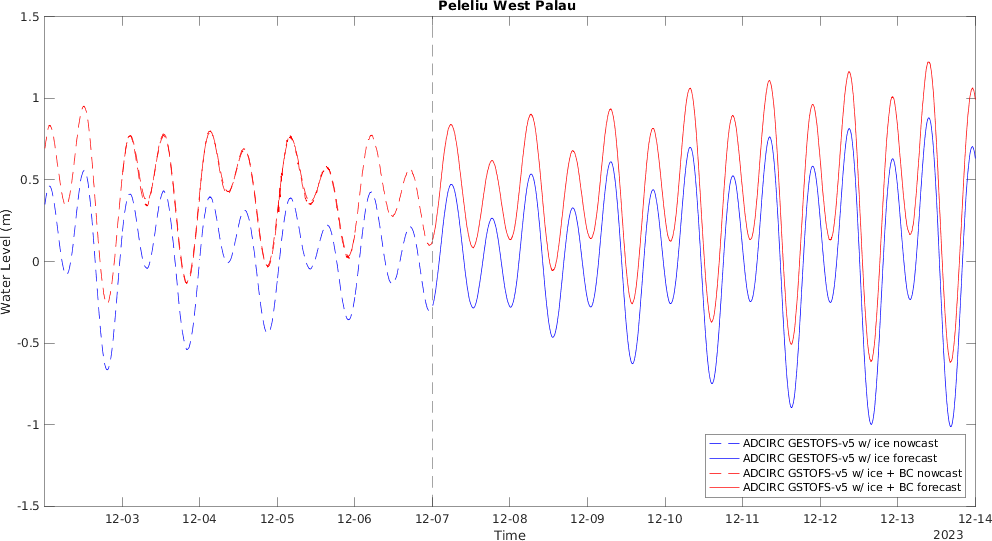 Peleliu West Palau
1.5
1
0.5
0
-0.5
-1
-1.5
Water Level (m)
ADCIRC GESTOFS-v5 w/ ice nowcast
ADCIRC GESTOFS-v5 w/ ice forecast
ADCIRC GSTOFS-v5 w/ ice + BC nowcast
ADCIRC GSTOFS-v5 w/ ice + BC forecast
12-03 12-04 12-05 12-06 12-07 12-08 12-09 12-10 12-11 12-12 12-13 12-14
Time
2023